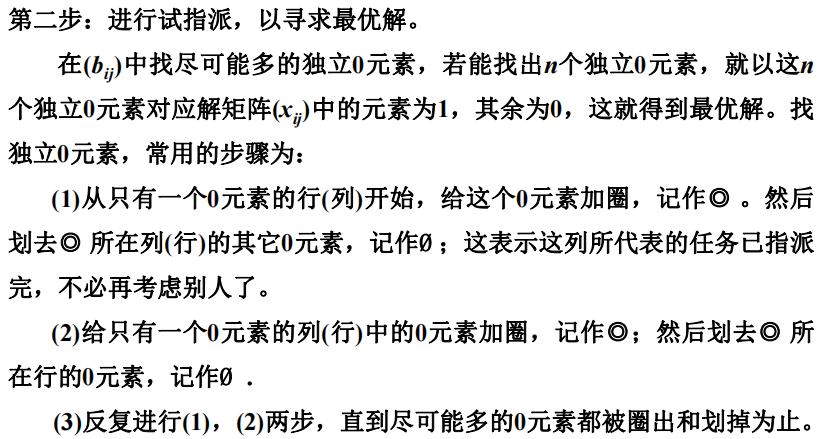 第二步：进行试指派，以寻求最优解。
在(bij)中找尽可能多的独立0元素，若能找出n个独立0元素，就以这n
个独立0元素对应解矩阵(xij)中的元素为1，其余为0，这就得到最优解。找
独立0元素，常用的步骤为：
(1)从只有一个0元素的行(列)开始，给这个0元素加圈，记作◎ 。然后
划去◎ 所在列(行)的其它0元素，记作Ø ；这表示这列所代表的任务已指派
完，不必再考虑别人了。
(2)给只有一个0元素的列(行)中的0元素加圈，记作◎；然后划去◎ 所
在行的0元素，记作Ø ．
(3)反复进行(1)，(2)两步，直到尽可能多的0元素都被圈出和划掉为止。